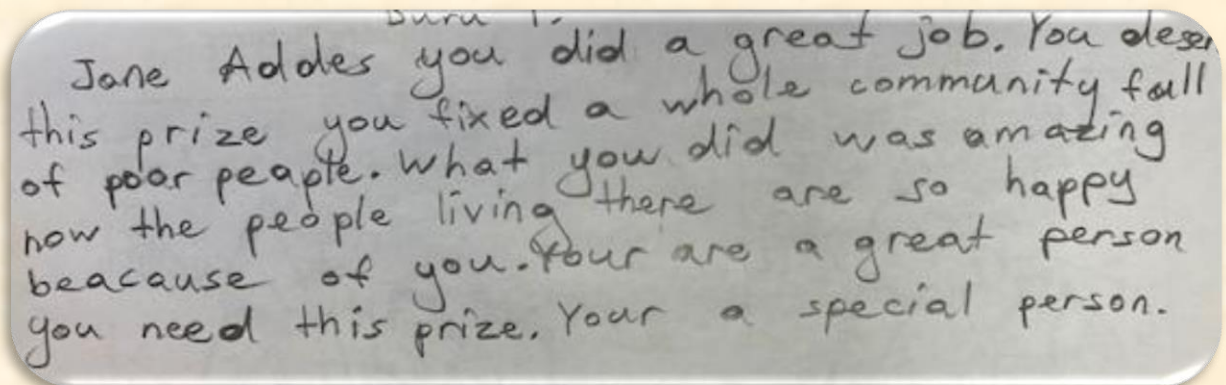 Jane Addes you did a great job. You deser
this prize you fixed a whole community full
of poor peaple. What you did was amazing
now the people living there are so happy
beacause of you. Your are a great person
you need this prize. Your a special person.